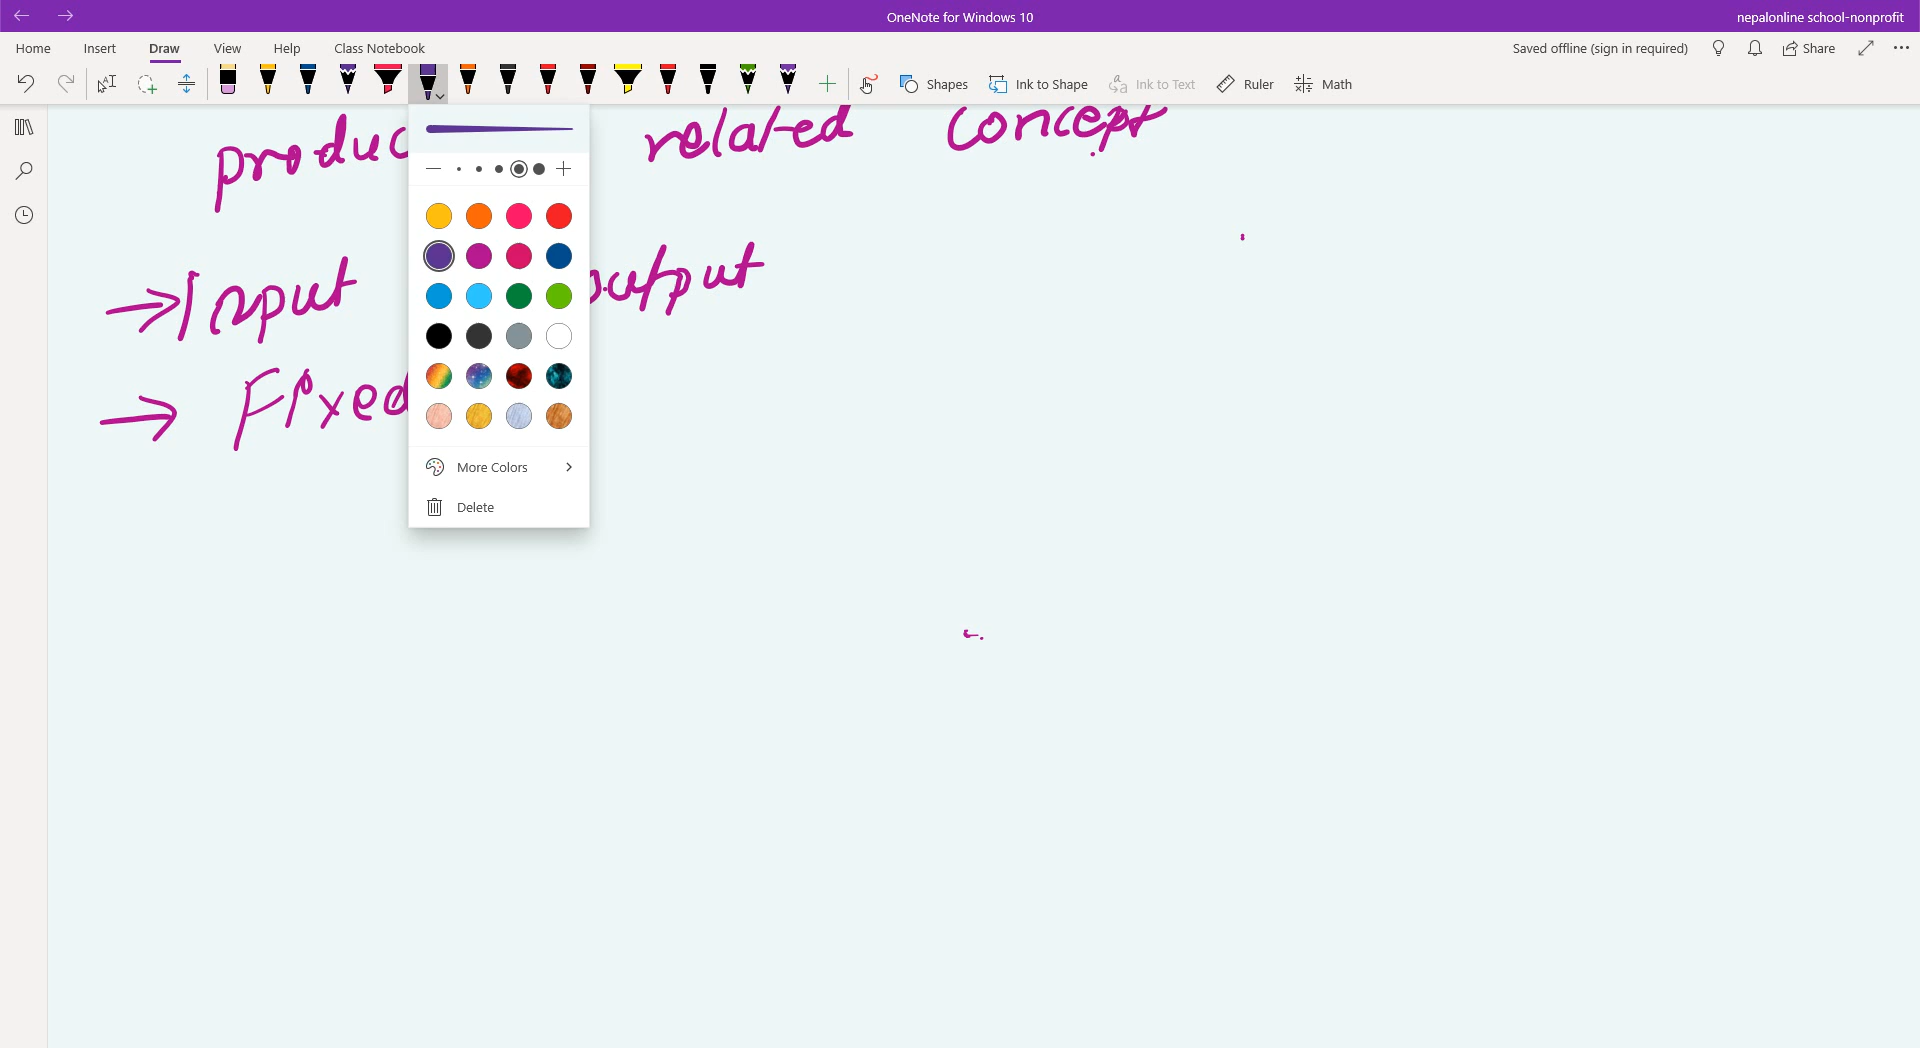 OneNote for Windows 10 nepalonline school-nonprofit
Home Insert Draw View Help Class Notebook Saved offline (sign in required) Share
Shapes Ink to Shape Ink to Text Ruler Math
produc related Concept
Input output
Fixed
More Colors
Delete